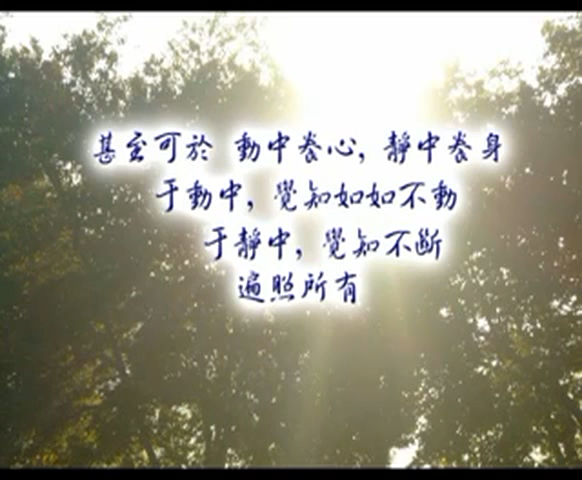 甚至可於 動中養心, 靜中養身
于動中, 覺知如如不動
于靜中, 覺知不斷
遍照所有